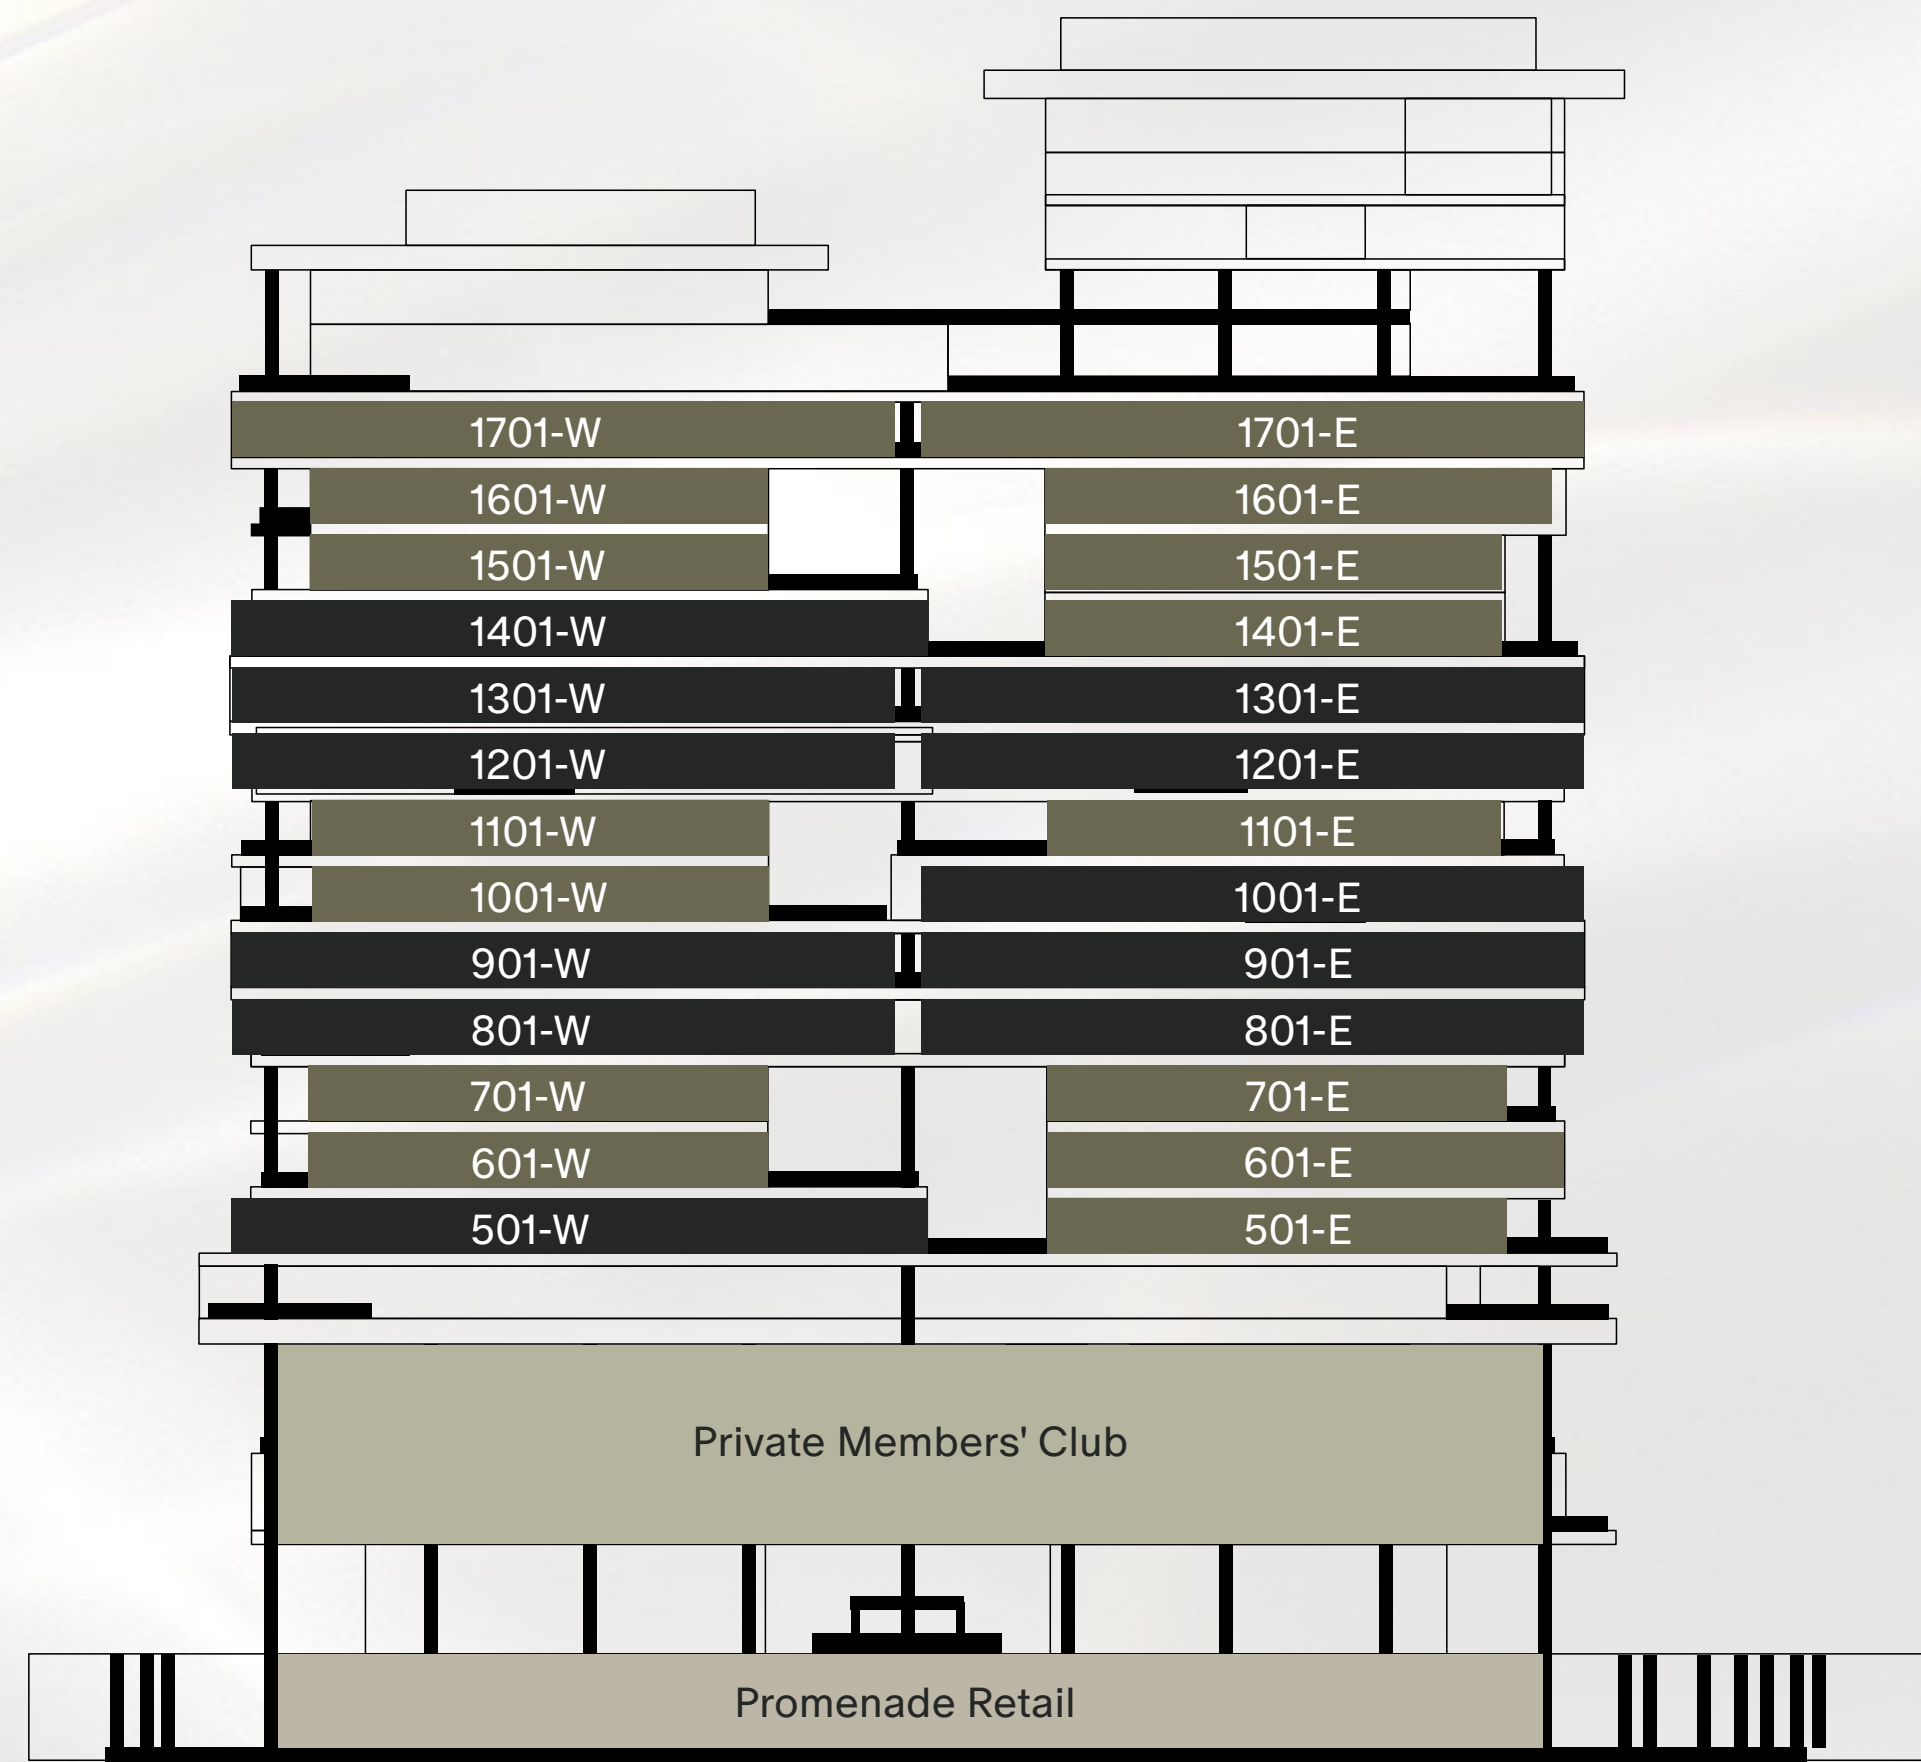 1701-W 1701-E
1601-W 1601-E
1501-W 1501-E
1401-W 1401-E
1301-W 1301-E
1201-W 1201-E
1101-W 1101-E
1001-W 1001-E
901-W 901-E
801-W 801-E
701-W 701-E
601-W 601-E
501-W 501-E
Private Members' Club
Promenade Retail